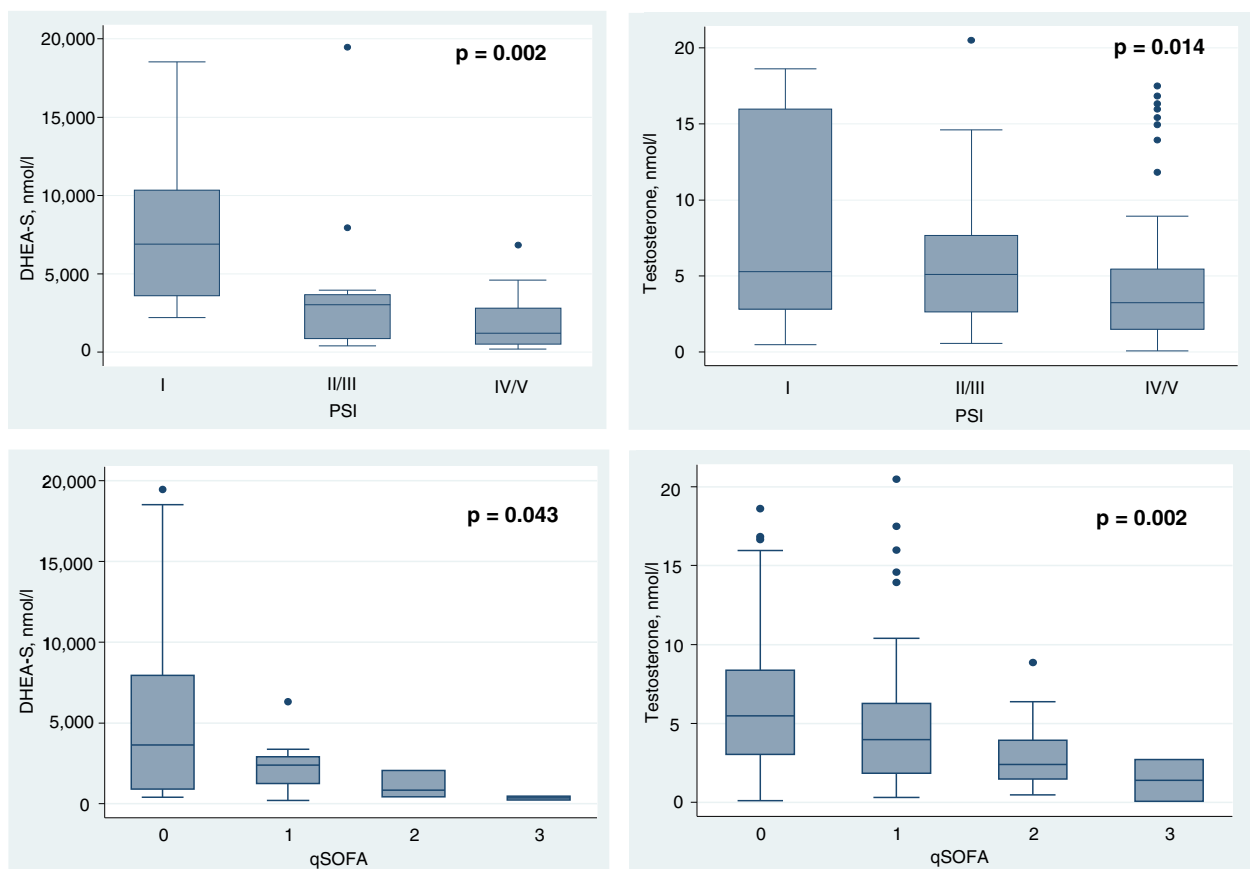 20,000
p = 0.002
15,000
10,000
5,000
0
DHEA-S, nmol/l
I II/III IV/V
PSI
20
p = 0.014
15
10
5
0
Testosterone, nmol/l
I II/III IV/V
PSI
20,000
p = 0.043
15,000
10,000
5,000
0
DHEA-S, nmol/l
0 1 2 3
qSOFA
20
p = 0.002
15
10
5
0
Testosterone, nmol/l
0 1 2 3
qSOFA